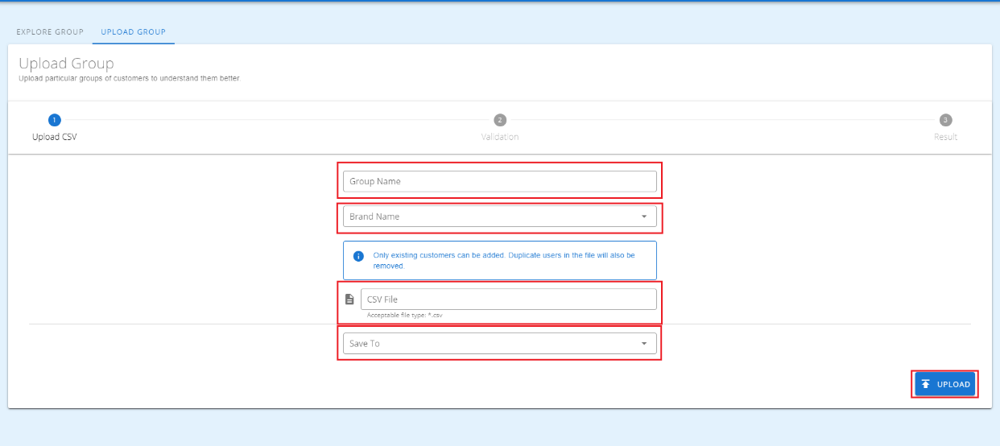 EXPLORE GROUP
UPLOAD GROUP
Upload Group
Upload particular groups of customers to understand them better.
1
2
3
Upload CSV
Validation
Result
Group Name
Brand Name
Only existing customers can be added. Duplicate users in the file will also be
removed.
CSV File
Acceptable file type: *.csv
Save To
UPLOAD